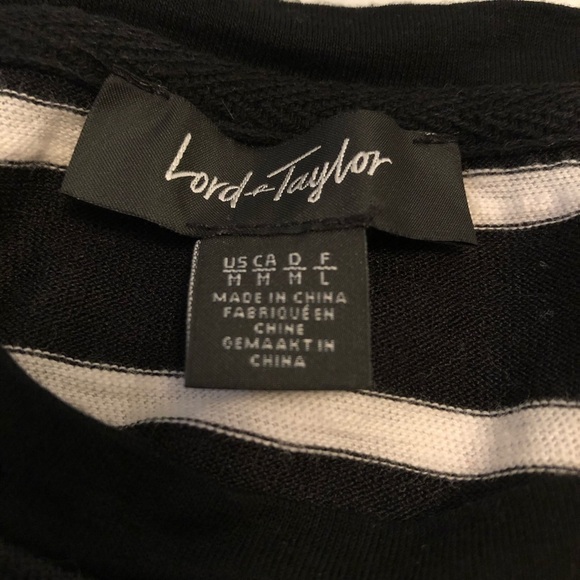 Lord & Taylor
US CA D F
M M M L
MADE IN CHINA
FABRIQUÉ EN
CHINE
GEMAAKT IN
CHINA